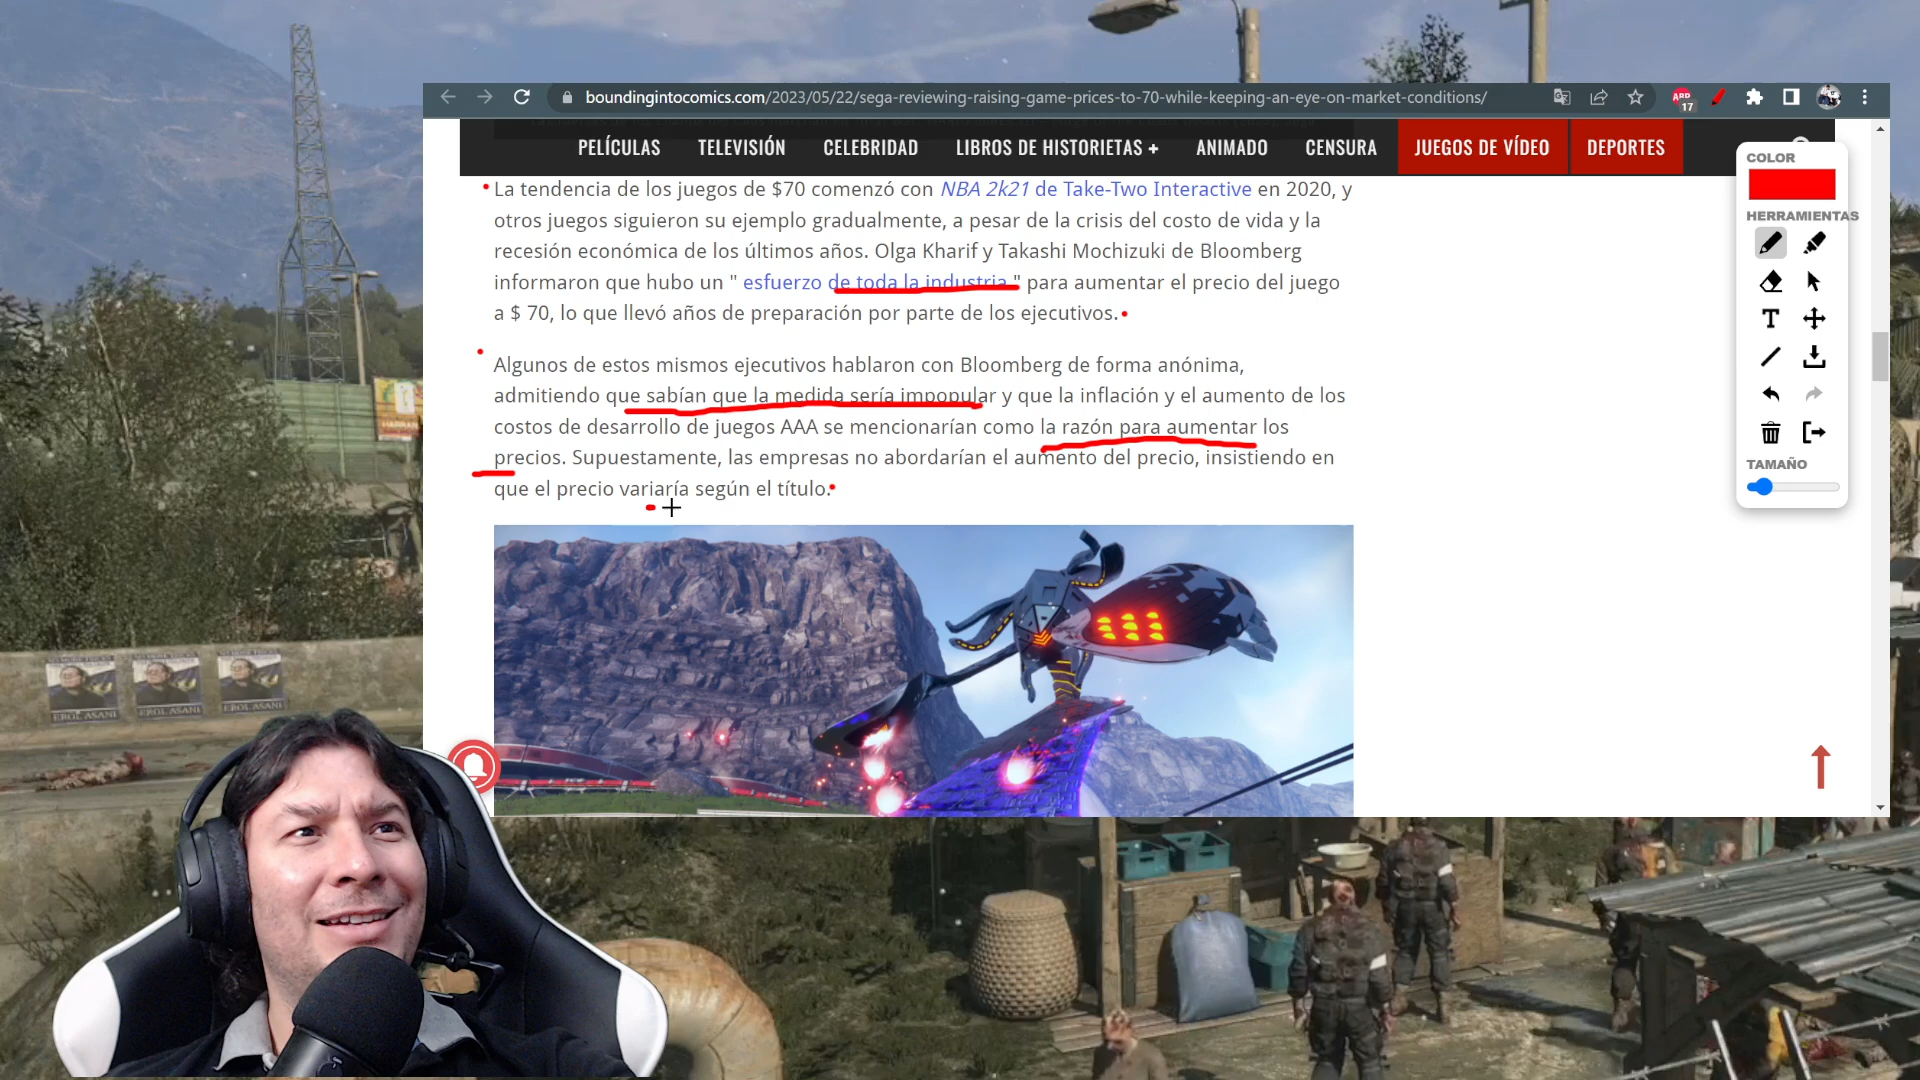 boundingintocomics.com/2023/05/22/sega-reviewing-raising-game-prices-to-70-while-keeping-an-eye-on-market-conditions/
ABP
17
PELÍCULAS TELEVISIÓN CELEBRIDAD LIBROS DE HISTORIETAS + ANIMADO CENSURA JUEGOS DE VÍDEO DEPORTES
La tendencia de los juegos de $70 comenzó con NBA 2k21 de Take-Two Interactive en 2020, y
otros juegos siguieron su ejemplo gradualmente, a pesar de la crisis del costo de vida y la
recesión económica de los últimos años. Olga Kharif y Takashi Mochizuki de Bloomberg
informaron que hubo un " esfuerzo de toda la industria " para aumentar el precio del juego
a $ 70, lo que llevó años de preparación por parte de los ejecutivos.
Algunos de estos mismos ejecutivos hablaron con Bloomberg de forma anónima,
admitiendo que sabían que la medida sería impopular y que la inflación y el aumento de los
costos de desarrollo de juegos AAA se mencionarían como la razón para aumentar los
precios. Supuestamente, las empresas no abordarían el aumento del precio, insistiendo en
que el precio variaría según el título.
COLOR
HERRAMIENTAS
T
TAMAÑO
EROL ASANI
EROL ASANI
EROL ASANI